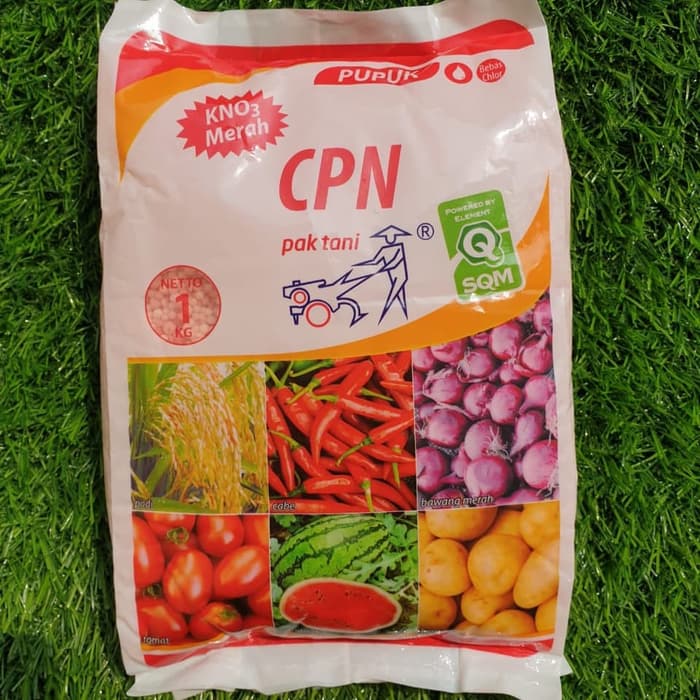 PUPUK
Bebas
Chlor
KNO3
Merah
CPN
pak tani
®
POWERED BY
ELEMENT
Q
SQM
NETTO
1
KG
padi
cabe
bawang merah
tomat